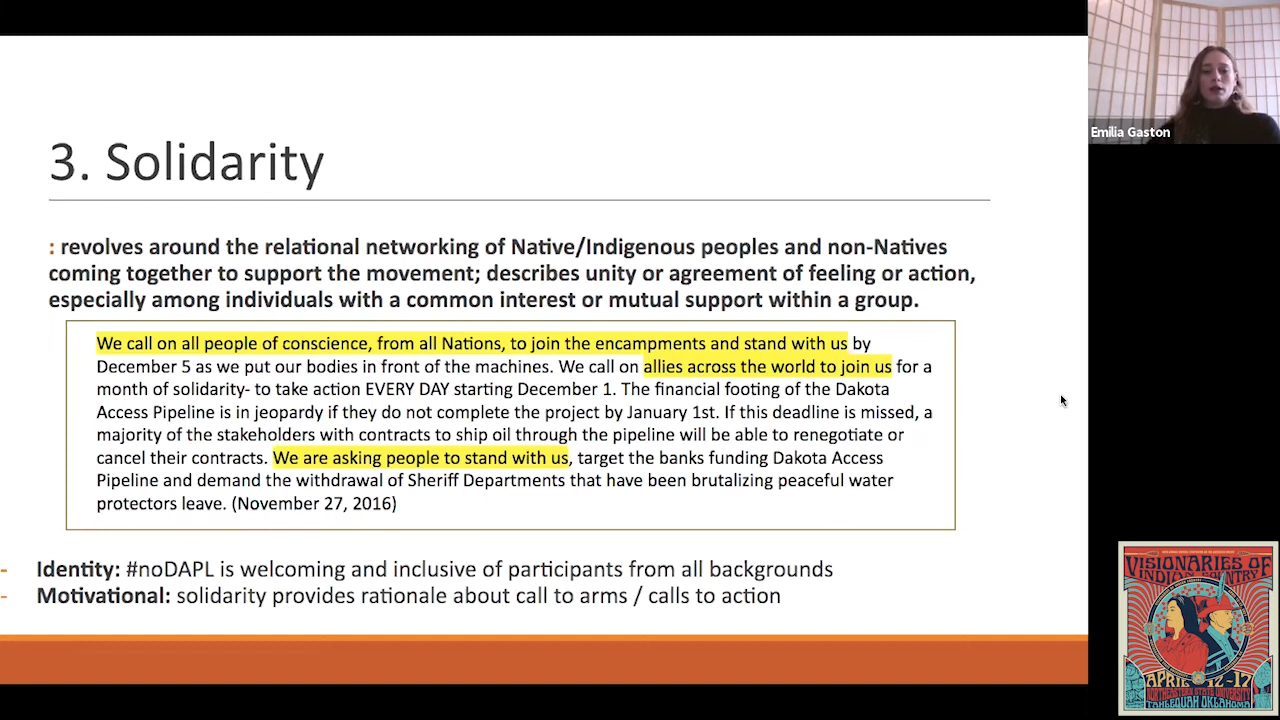 Emilia Gaston
3. Solidarity
: revolves around the relational networking of Native/Indigenous peoples and non-Natives
coming together to support the movement; describes unity or agreement of feeling or action,
especially among individuals with a common interest or mutual support within a group.
We call on all people of conscience, from all Nations, to join the encampments and stand with us by
December 5 as we put our bodies in front of the machines. We call on allies across the world to join us for a
month of solidarity- to take action EVERY DAY starting December 1. The financial footing of the Dakota
Access Pipeline is in jeopardy if they do not complete the project by January 1st. If this deadline is missed, a
majority of the stakeholders with contracts to ship oil through the pipeline will be able to renegotiate or
cancel their contracts. We are asking people to stand with us, target the banks funding Dakota Access
Pipeline and demand the withdrawal of Sheriff Departments that have been brutalizing peaceful water
protectors leave. (November 27, 2016)
- Identity: #noDAPL is welcoming and inclusive of participants from all backgrounds
- Motivational: solidarity provides rationale about call to arms / calls to action
VISIONARIES OF
INDIAN COUNTRY
APRIL 12-17
NORTHEASTERN STATE UNIVERSITY
TAHLEQUAH OKLAHOMA